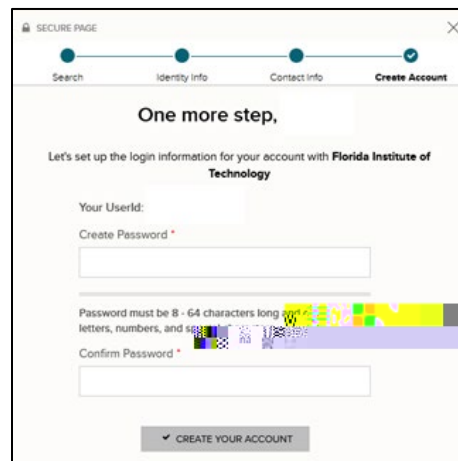 SECURE PAGE
Search Identity Info Contact Info Create Account
One more step,
Let's set up the login information for your account with Florida Institute of
Technology
Your UserId:
Create Password *
Password must be 8 - 64 characters long and
letters, numbers, and
Confirm Password *
✔ CREATE YOUR ACCOUNT